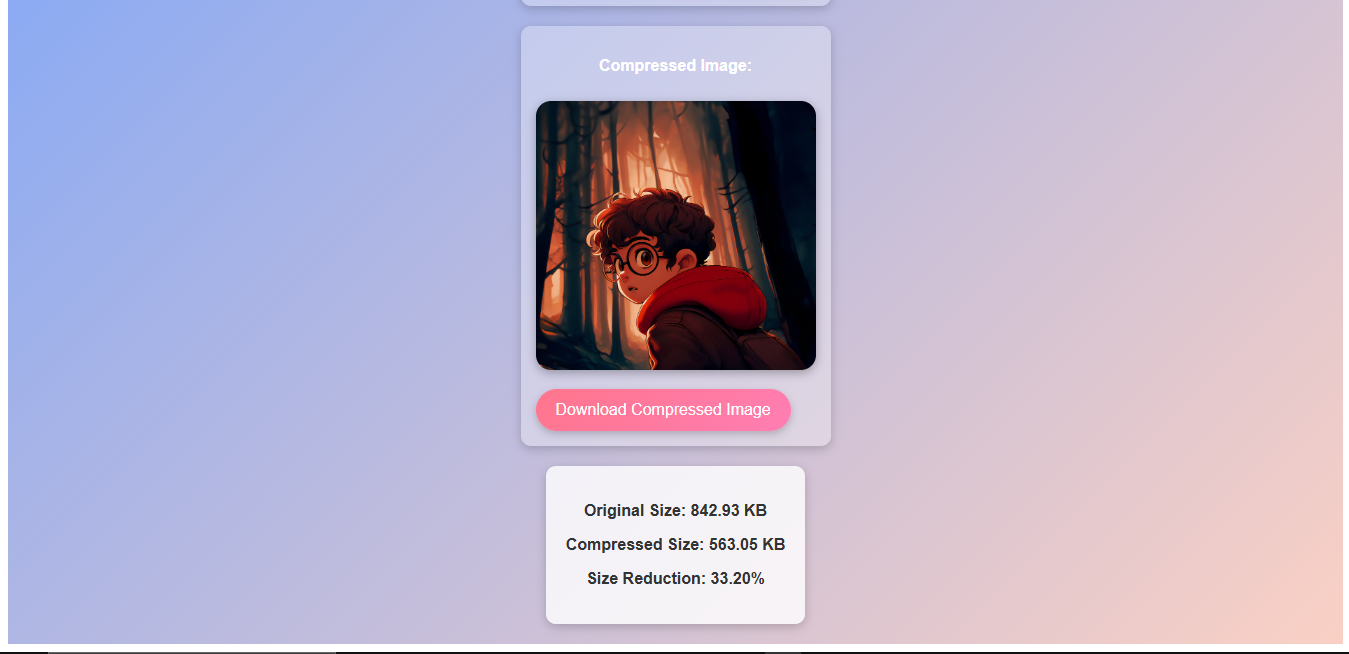 Compressed Image:
Download Compressed Image
Original Size: 842.93 KB
Compressed Size: 563.05 KB
Size Reduction: 33.20%